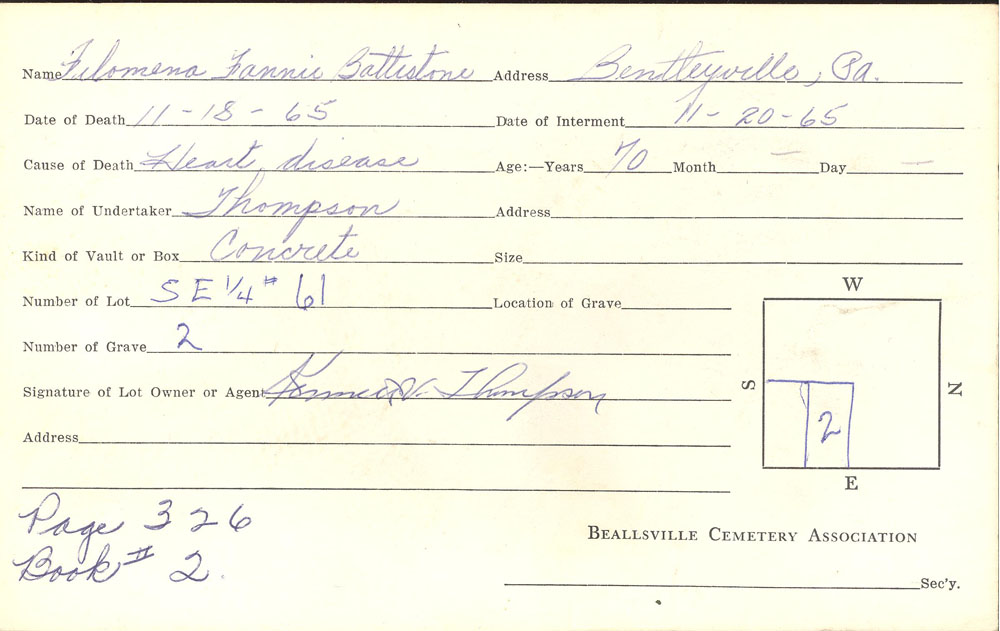 Name Filomena Fannie Battistone Address Bentleyville, Pa.
Date of Death 11-18-65 Date of Interment 11-20-65
Cause of Death Heart disease Age:—Years 70 Month — Day —
Name of Undertaker Thompson Address
Kind of Vault or Box Concrete Size
Number of Lot SE 1/4 # 61 Location of Grave
Number of Grave 2
Signature of Lot Owner or Agent V. Thompson
Address
W
S
N
2
E
Page 326
Book # 2.
BEALLSVILLE CEMETERY ASSOCIATION
Sec'y.